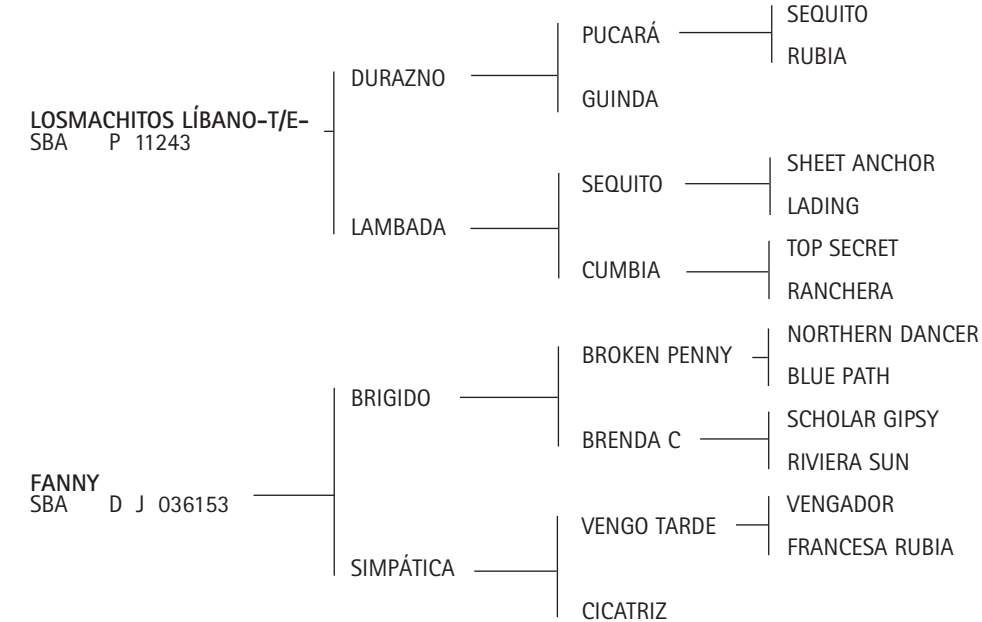 LOSMACHITOS LÍBANO-T/E-
SBA P 11243
DURAZNO
PUCARÁ
SEQUITO
RUBIA
GUINDA
LAMBADA
SEQUITO
SHEET ANCHOR
LADING
CUMBIA
TOP SECRET
RANCHERA
FANNY
SBA D J 036153
BRIGIDO
BROKEN PENNY
NORTHERN DANCER
BLUE PATH
BRENDA C
SCHOLAR GIPSY
RIVIERA SUN
SIMPÁTICA
VENGO TARDE
VENGADOR
FRANCESA RUBIA
CICATRIZ